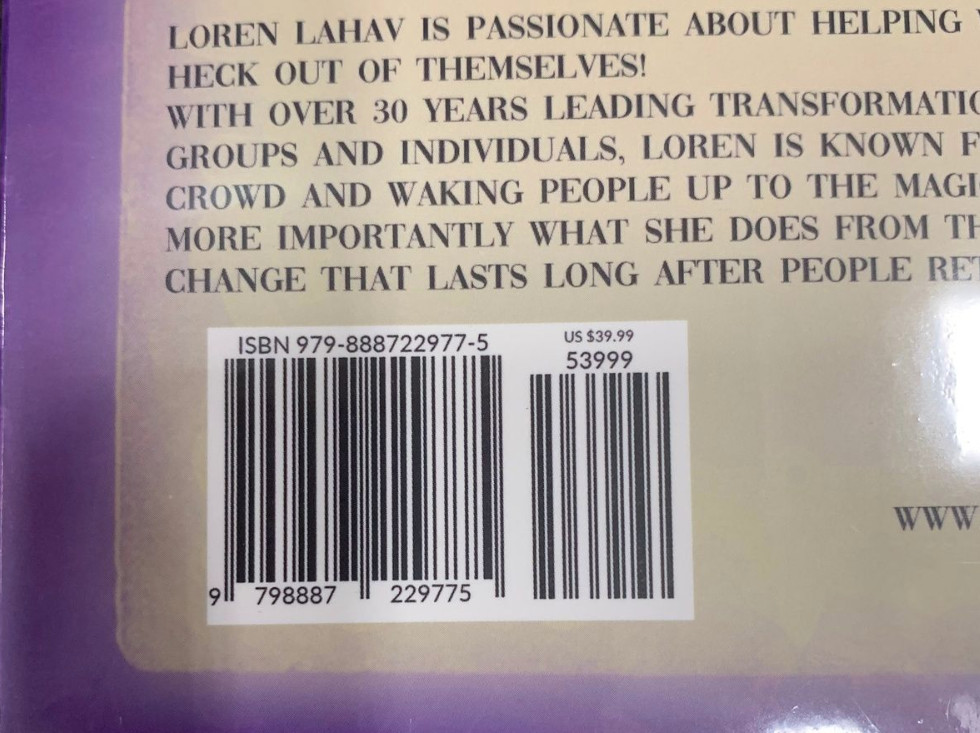 LOREN LAHAV IS PASSIONATE ABOUT HELPING
HECK OUT OF THEMSELVES!
WITH OVER 30 YEARS LEADING
GROUPS AND INDIVIDUALS, LOREN IS KNOWN
CROWD AND WAKING PEOPLE UP TO THE
MORE IMPORTANTLY WHAT SHE DOES FROM
CHANGE THAT LASTS LONG AFTER PEOPLE
ISBN 979-888722977-5
US $39.99
53999
9 798887 229775
WWW